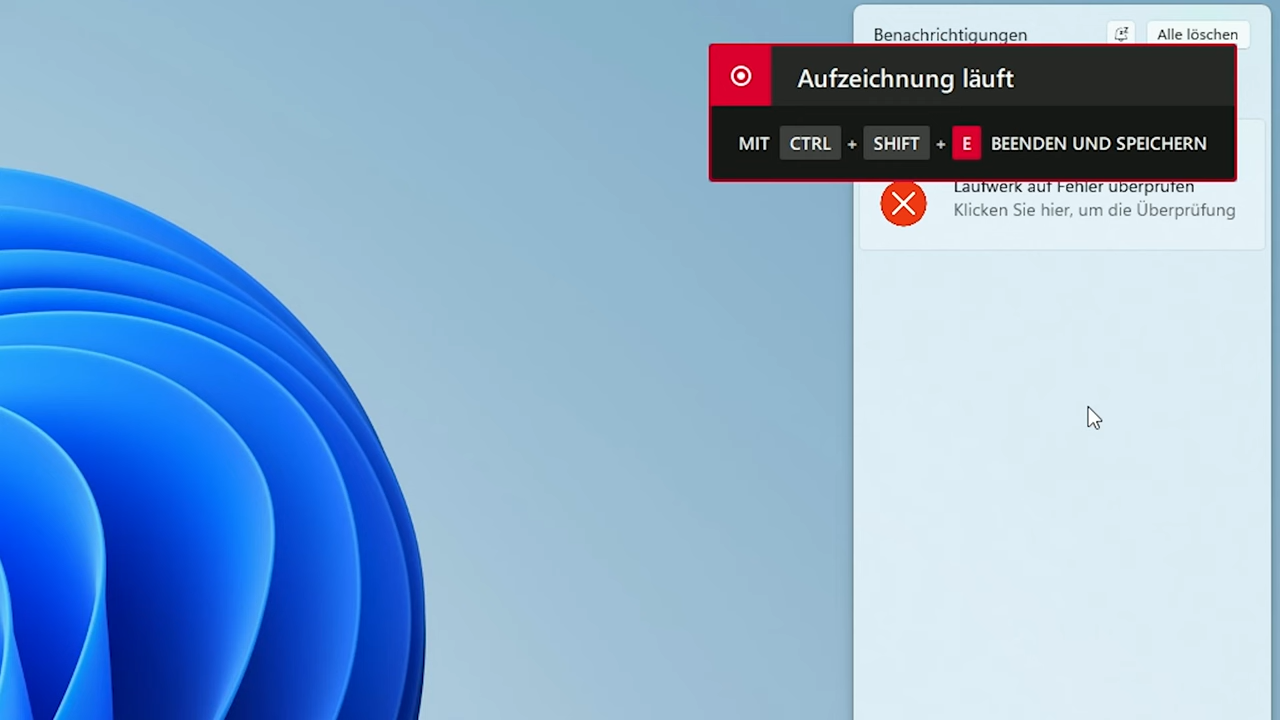 Benachrichtigungen Alle löschen
Aufzeichnung läuft
MIT CTRL + SHIFT + E BEENDEN UND SPEICHERN
Laufwerk auf Fehler überprüfen
Klicken Sie hier, um die Überprüfung